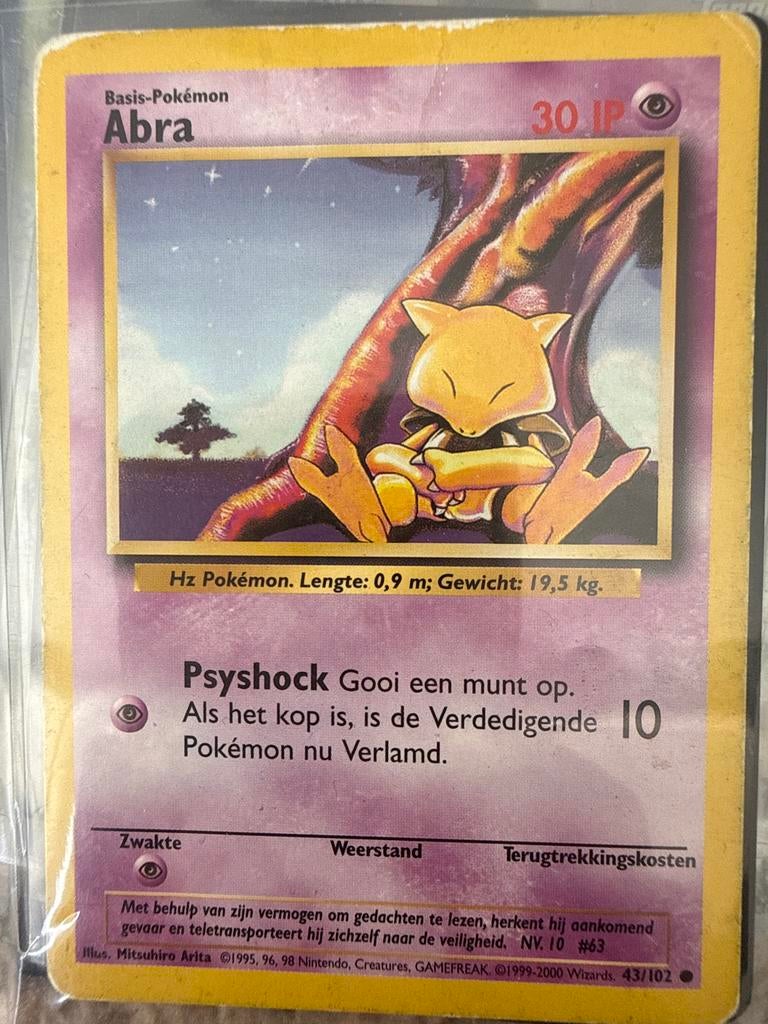 Basis-Pokémon
Abra
30 IP
Hz Pokémon. Lengte: 0,9 m; Gewicht: 19,5 kg.
Psyshock Gooi een munt op.
Als het kop is, is de Verdedigende 10
Pokémon nu Verlamd.
Zwakte Weerstand Terugtrekkingskosten
Met behulp van zijn vermogen om gedachten te lezen, herkent hij aankomend
gevaar en teletransporteert hij zichzelf naar de veiligheid. NV. 10 #63
Illus. Mitsuhiro Arita ©1995, 96, 98 Nintendo, Creatures, GAMEFREAK. ©1999-2000 Wizards. 43/102